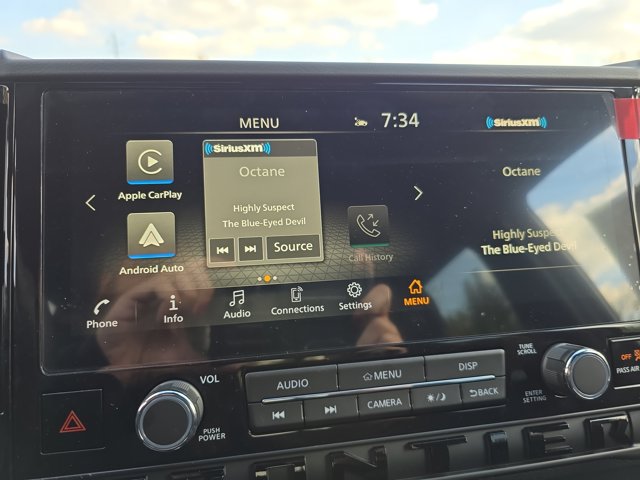 MENU
7:34
SiriusXM
Apple CarPlay
Android Auto
SiriusXM
Octane
Highly Suspect
The Blue-Eyed Devil
Source
Call History
Octane
Highly Suspect
The Blue-Eyed Devil
Phone
Info
Audio
Connections
Settings
MENU
VOL
PUSH
POWER
AUDIO
MENU
DISP
CAMERA
BACK
TUNE
SCROLL
ENTER
SETTING
OFF
PASS AIR